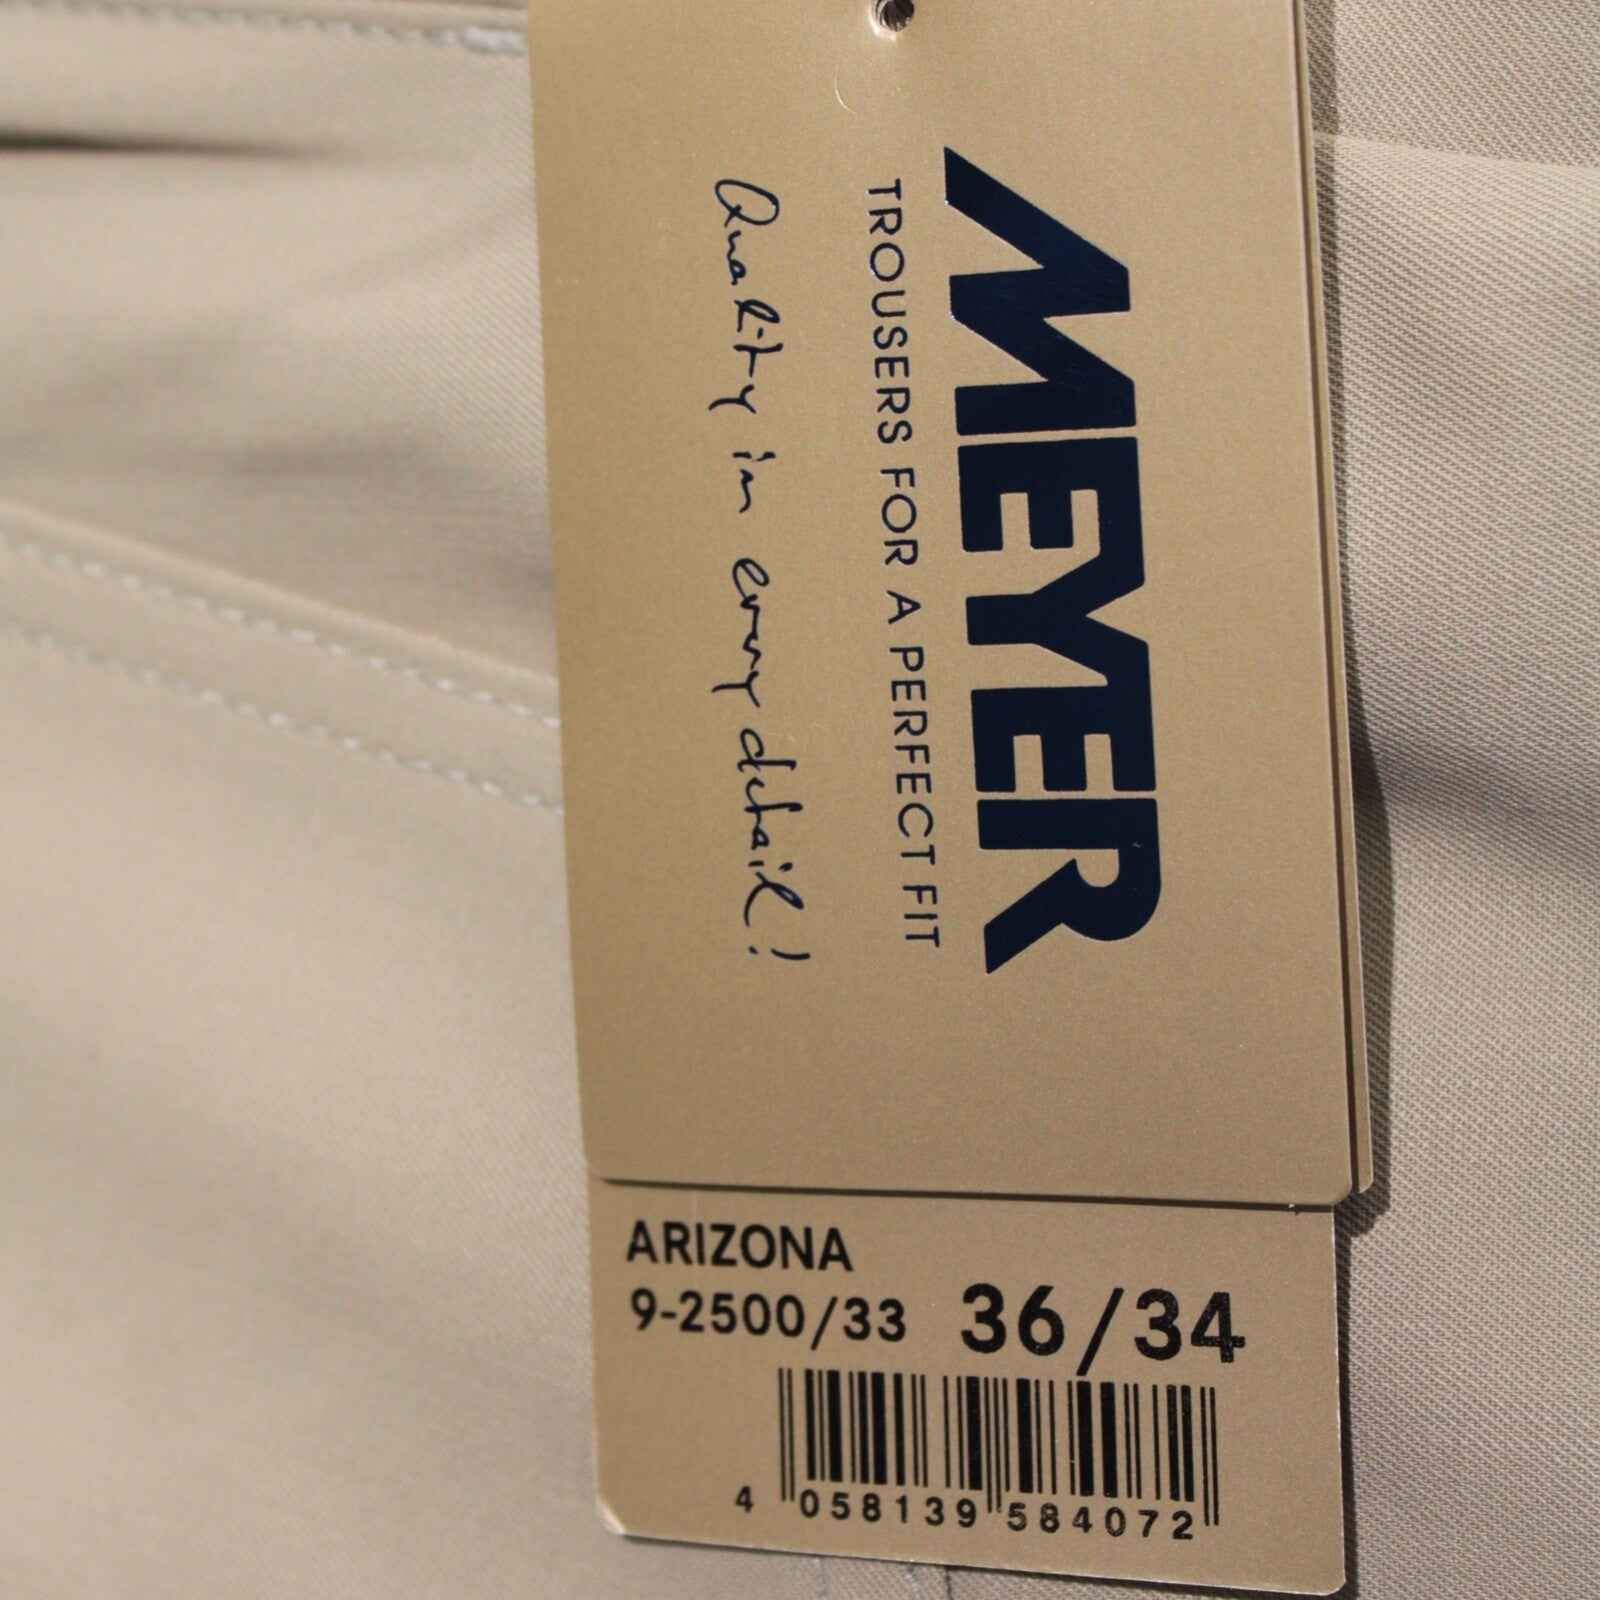 MEYER
TROUSERS FOR A PERFECT FIT
Quality in every detail!
ARIZONA
9-2500/33 36/34
4 058139 584072